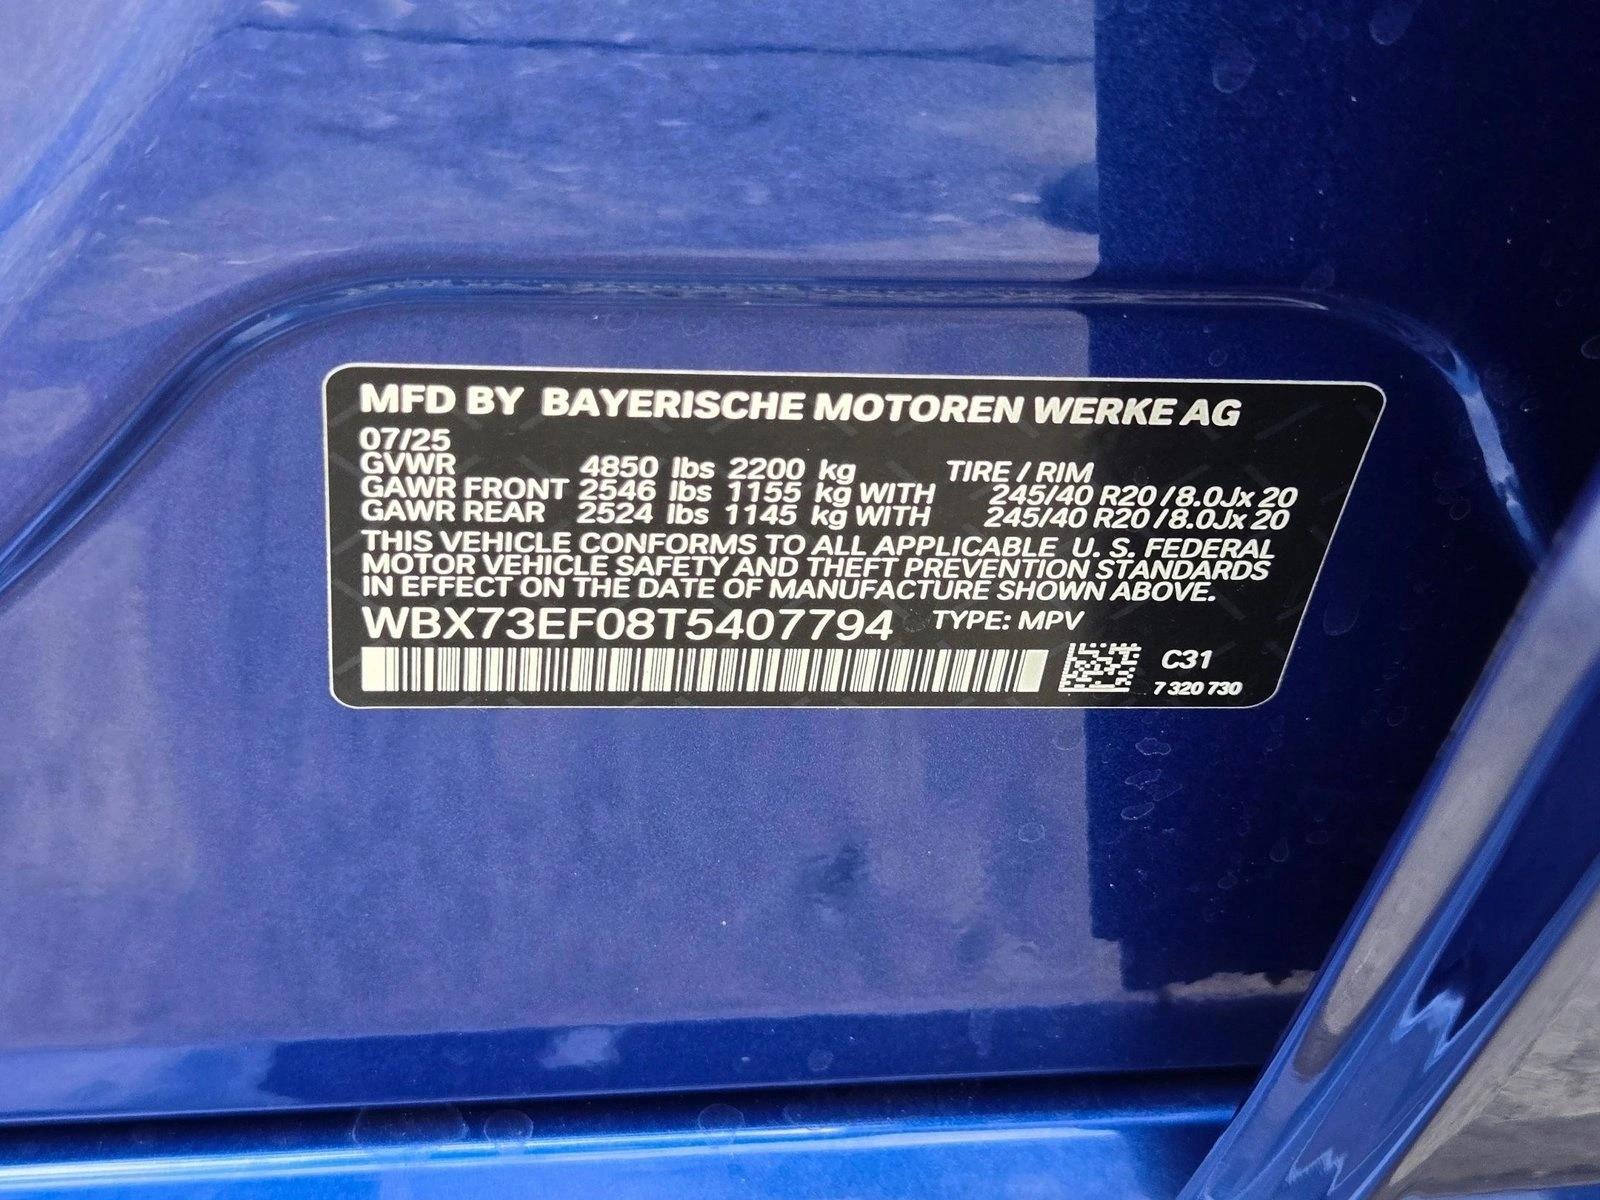 MFD BY BAYERISCHE MOTOREN WERKE AG
07/25
GVWR 4850 lbs 2200 kg TIRE / RIM
GAWR FRONT 2546 lbs 1155 kg WITH 245/40 R20 / 8.0Jx 20
GAWR REAR 2524 lbs 1145 kg WITH 245/40 R20 / 8.0Jx 20
THIS VEHICLE CONFORMS TO ALL APPLICABLE U. S. FEDERAL
MOTOR VEHICLE SAFETY AND THEFT PREVENTION STANDARDS
IN EFFECT ON THE DATE OF MANUFACTURE SHOWN ABOVE.
WBX73EF08T5407794 TYPE: MPV
C31
7 320 730